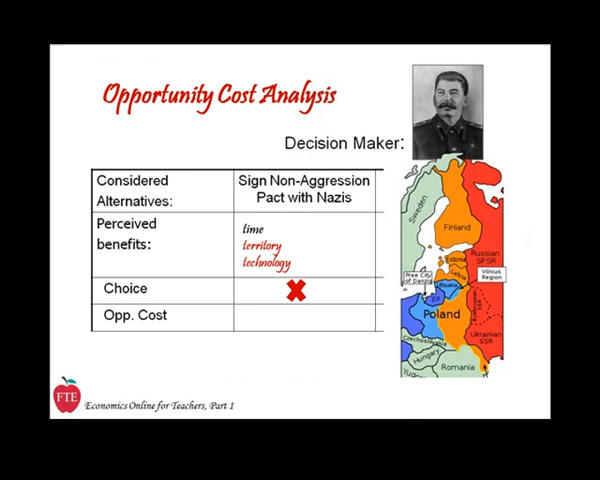 Opportunity Cost Analysis
Decision Maker:
Considered Alternatives:
Sign Non-Aggression
Pact with Nazis
Perceived
benefits:
time
territory
technology
Choice
Opp. Cost
Sweden
Finland
Russian
SFSR
Estonia
Latvia
Free City
of Danzig
Lithuania
Vilnius
Region
EP
Poland
Ukrainian
SSR
Czechoslovakia
Hungary
Romania
FTE
Economics Online for Teachers, Part 1